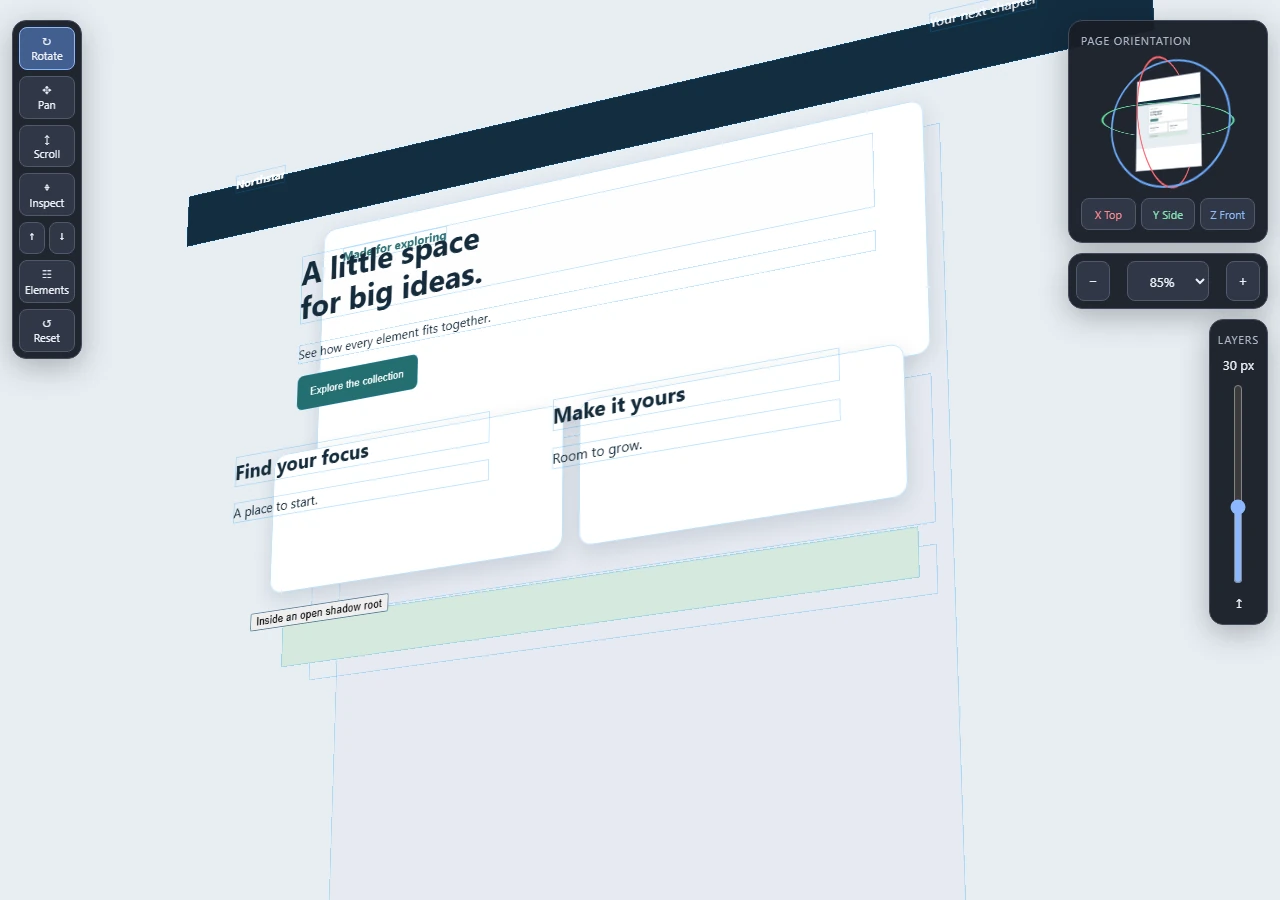 Your next chapter
Northstar
Made for exploring
A little space
for big ideas.
See how every element fits together.
Explore the collection
Find your focus
A place to start.
Make it yours
Room to grow.
Inside an open shadow root
Rotate
Pan
Scroll
Inspect
Elements
Reset
PAGE ORIENTATION
X Top
Y Side
Z Front
85%
LAYERS
30 px